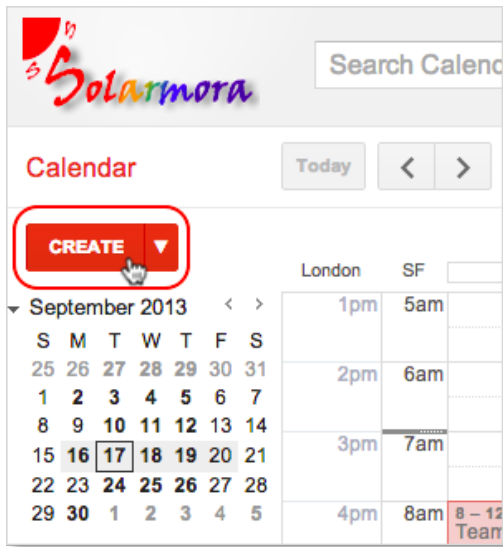 Solarmora
Search Calend
Calendar
Today
CREATE
London SF
September 2013
1pm 5am
S M T W T F S
25 26 27 28 29 30 31
2pm 6am
1 2 3 4 5 6 7
8 9 10 11 12 13 14
3pm 7am
15 16 17 18 19 20 21
22 23 24 25 26 27 28
29 30 1 2 3 4 5
4pm 8am 8 – 12
Team